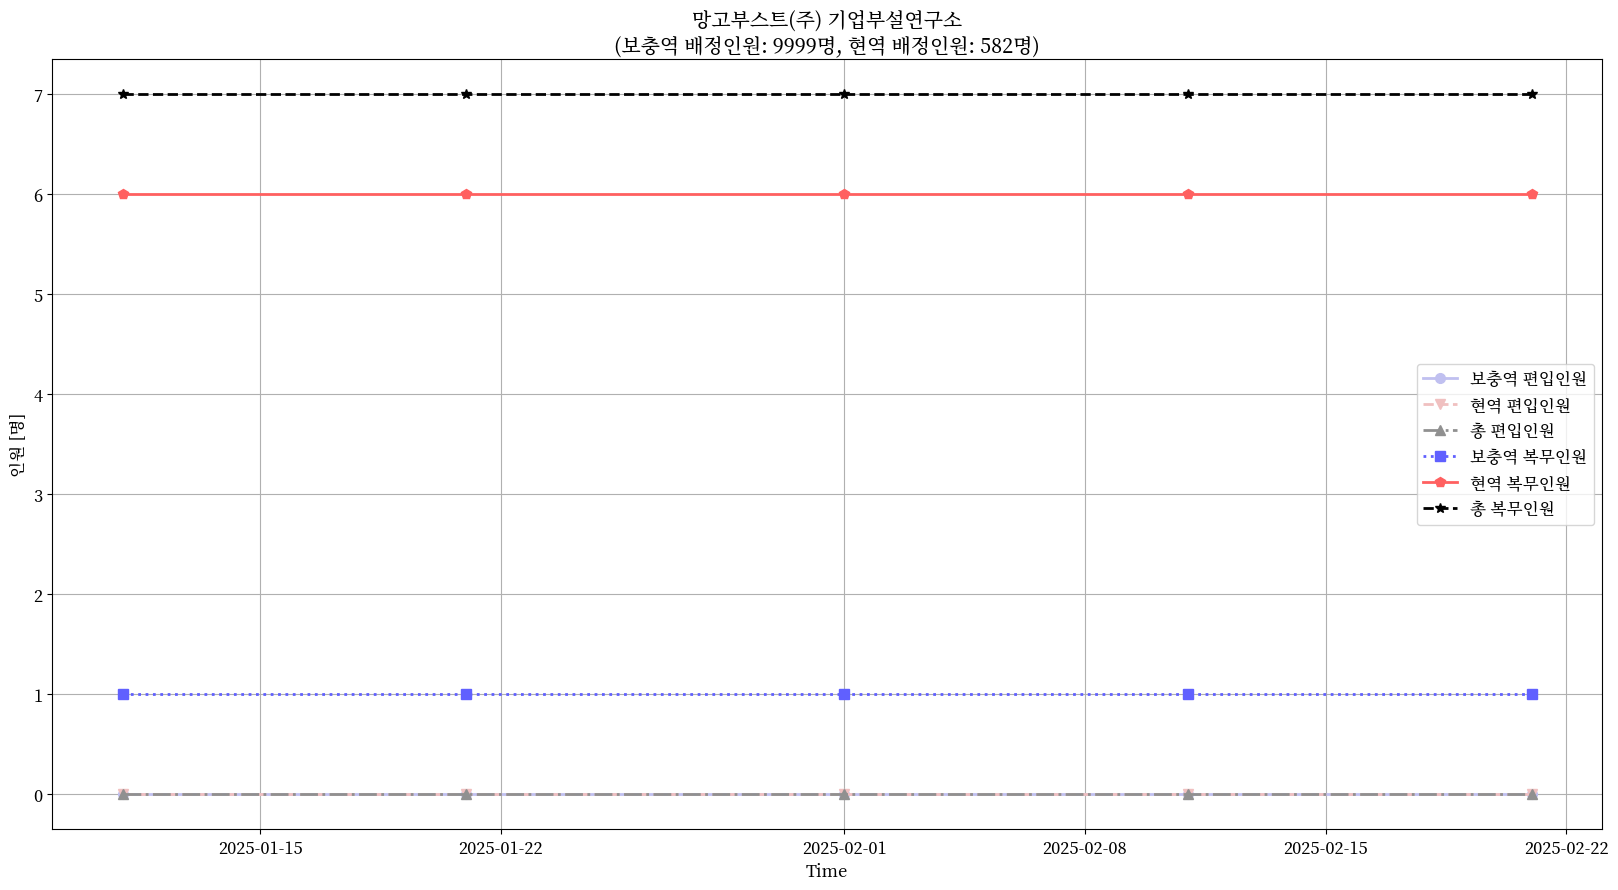 망고부스트(주) 기업부설연구소
(보충역 배정인원: 9999명, 현역 배정인원: 582명)
7
6
5
4
3
2
1
0
인원 [명]
보충역 편입인원
현역 편입인원
총 편입인원
보충역 복무인원
현역 복무인원
총 복무인원
2025-01-15
2025-01-22
2025-02-01
2025-02-08
2025-02-15
2025-02-22
Time